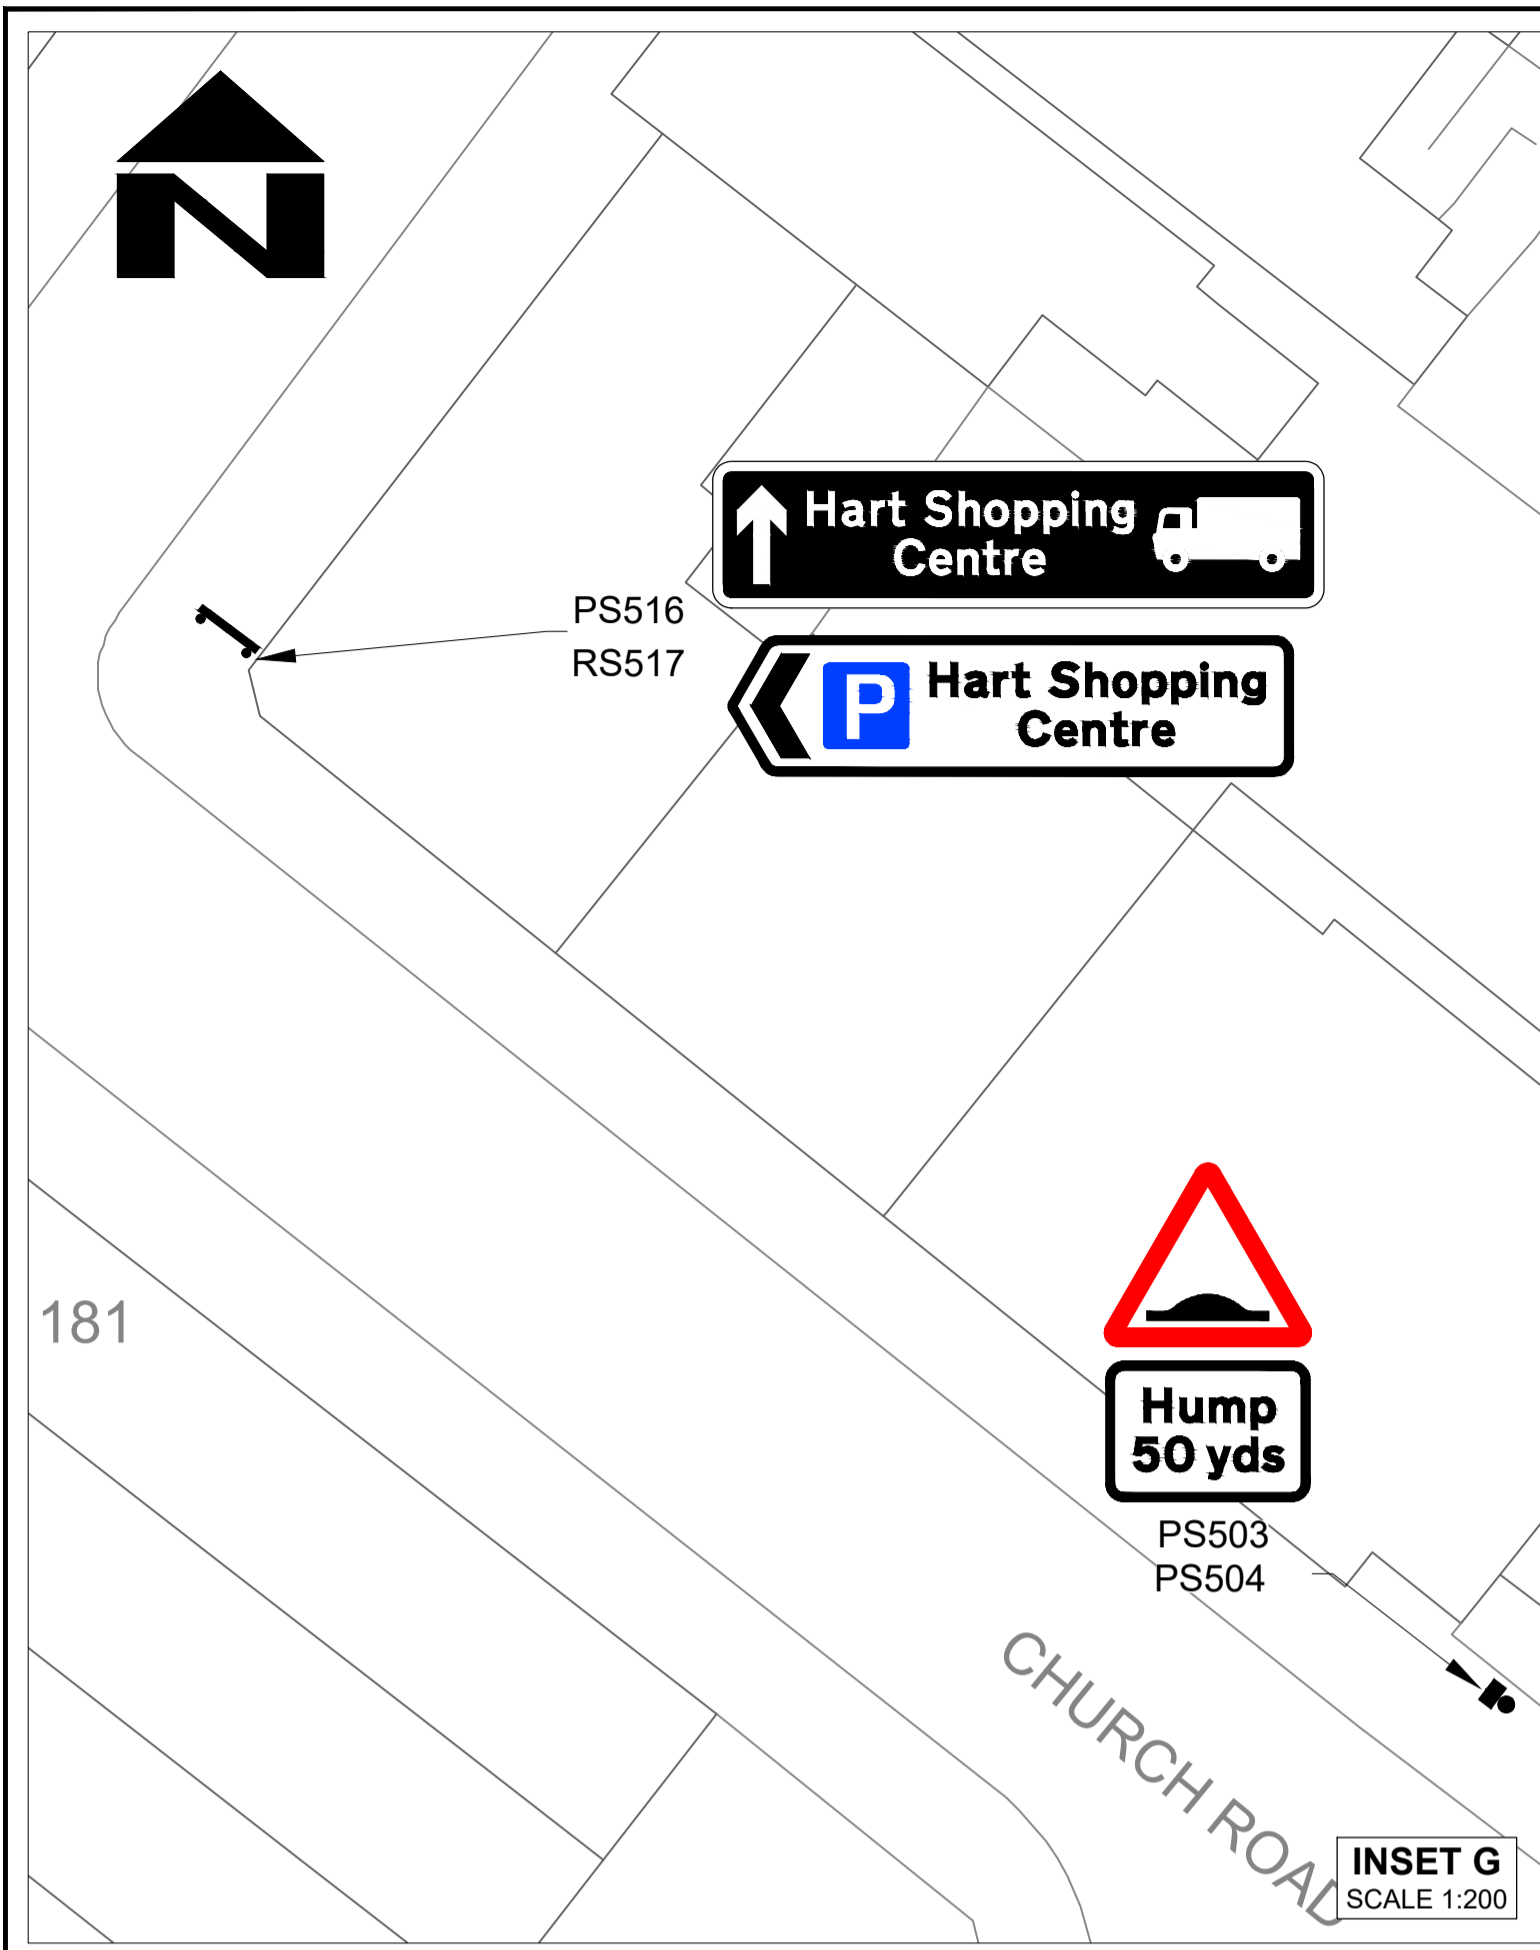 N
Hart Shopping
Centre
PS516
RS517
P
Hart Shopping
Centre
181
Hump
50 yds
PS503
PS504
CHURCH ROAD
INSET G
SCALE 1:200